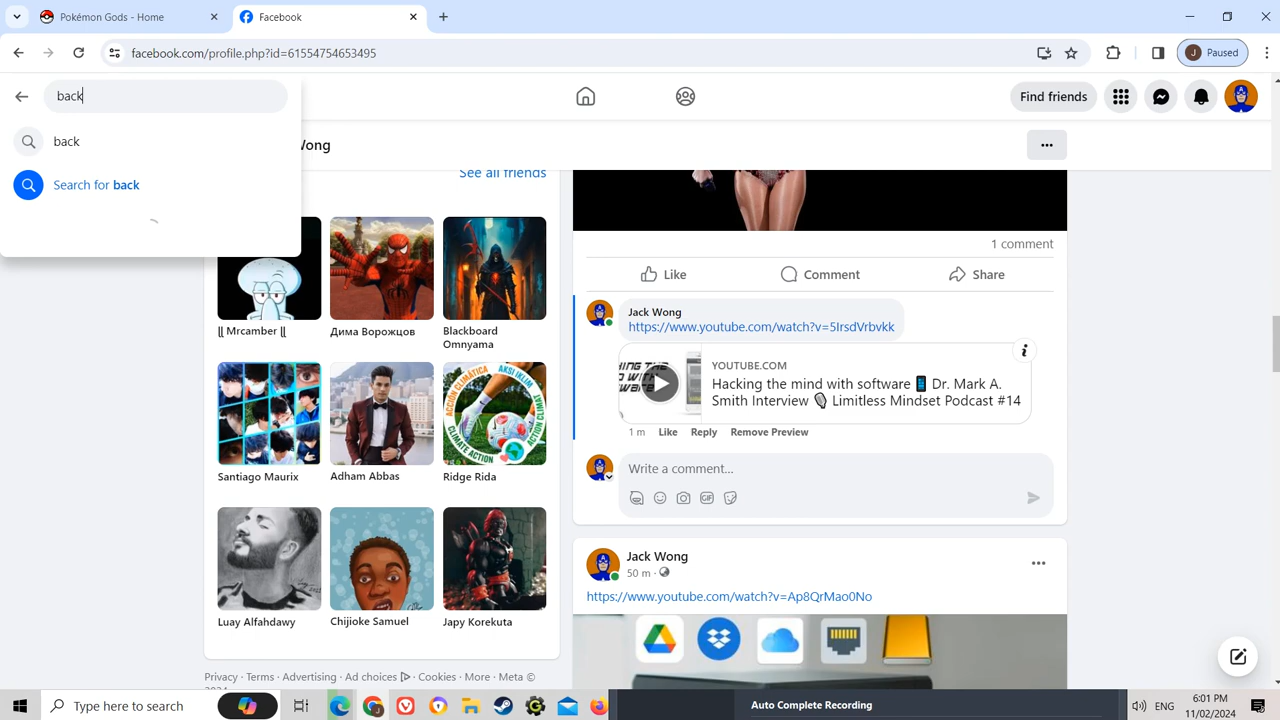 Pokémon Gods - Home
Facebook
facebook.com/profile.php?id=61554754653495
J Paused
back
Find friends
back
Search for back
Wong
See all friends
1 comment
Like
Comment
Share
Jack Wong
https://www.youtube.com/watch?v=5IrsdVrbvkk
YOUTUBE.COM
Hacking the mind with software 📱 Dr. Mark A.
Smith Interview 🎙 Limitless Mindset Podcast #14
1 m Like Reply Remove Preview
Write a comment...
GIF
ϳϳ Mrcamber ϳϳ
Дима Ворожцов
Blackboard
Omnyama
Santiago Maurix
Adham Abbas
Ridge Rida
Luay Alfahdawy
Chijioke Samuel
Japy Korekuta
Jack Wong
50 m
https://www.youtube.com/watch?v=Ap8QrMao0No
Privacy · Terms · Advertising · Ad choices · Cookies · More · Meta ©
Type here to search
Auto Complete Recording
ENG
6:01 PM
11/02/2024